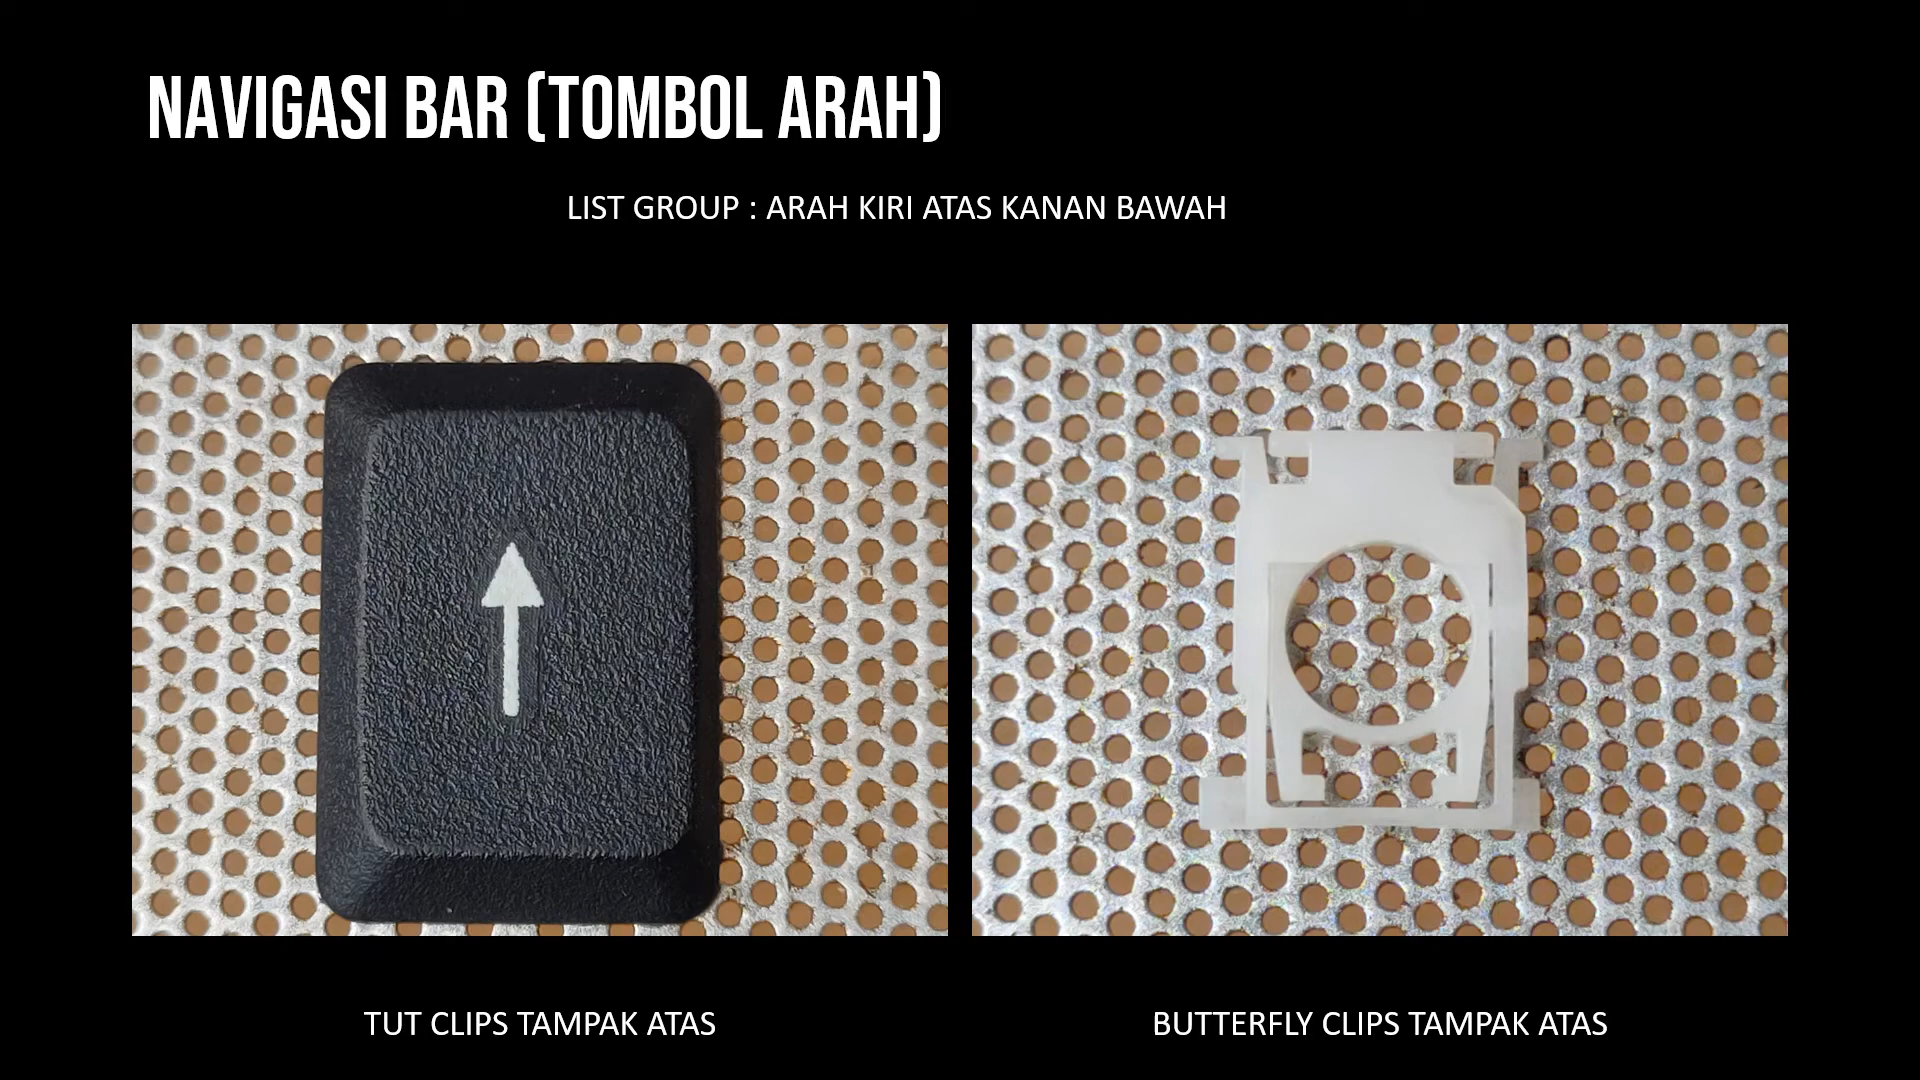 NAVIGASI BAR (TOMBOL ARAH)
LIST GROUP : ARAH KIRI ATAS KANAN BAWAH
TUT CLIPS TAMPAK ATAS
BUTTERFLY CLIPS TAMPAK ATAS